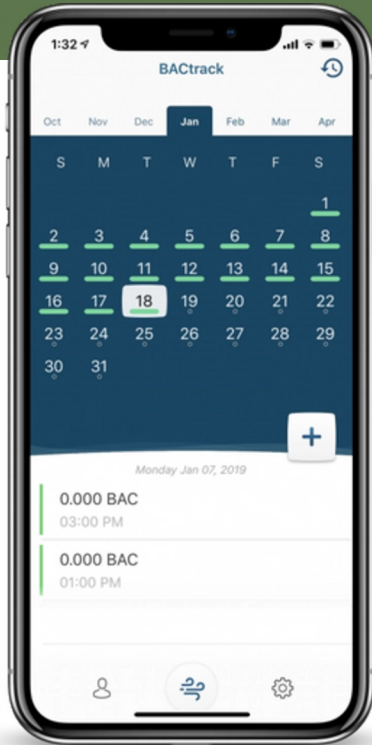 1:32
BACtrack
Oct Nov Dec Jan Feb Mar Apr
S M T W T F S
1
2 3 4 5 6 7 8
9 10 11 12 13 14 15
16 17 18 19 20 21 22
23 24 25 26 27 28 29
30 31
+
Monday Jan 07, 2019
0.000 BAC
03:00 PM
0.000 BAC
01:00 PM